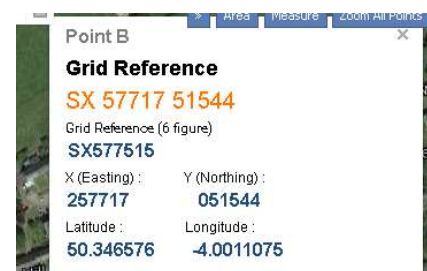 » Area Measure Zoom All Points
Point B ×
Grid Reference
SX 57717 51544
Grid Reference (6 figure)
SX577515
X (Easting) : Y (Northing) :
257717 051544
Latitude : Longitude :
50.346576 -4.0011075